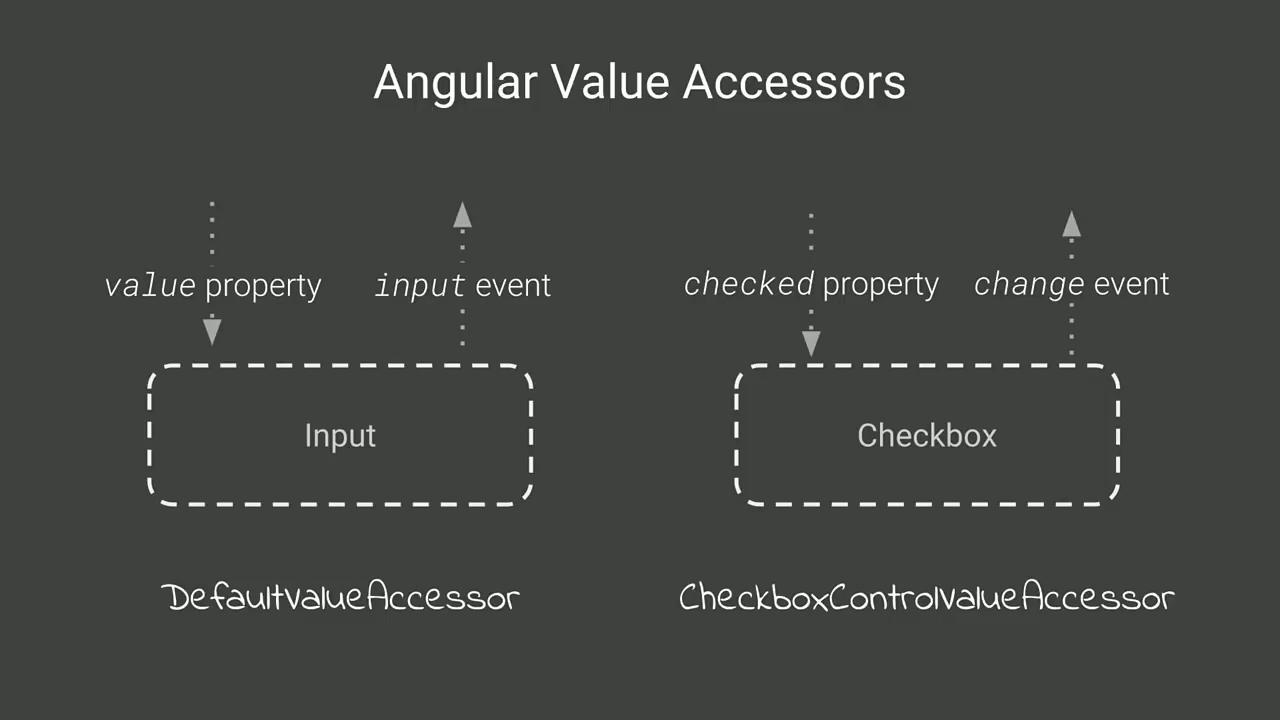 Angular Value Accessors
value property
input event
checked property
change event
Input
Checkbox
DefaultValueAccessor
CheckboxControlValueAccessor